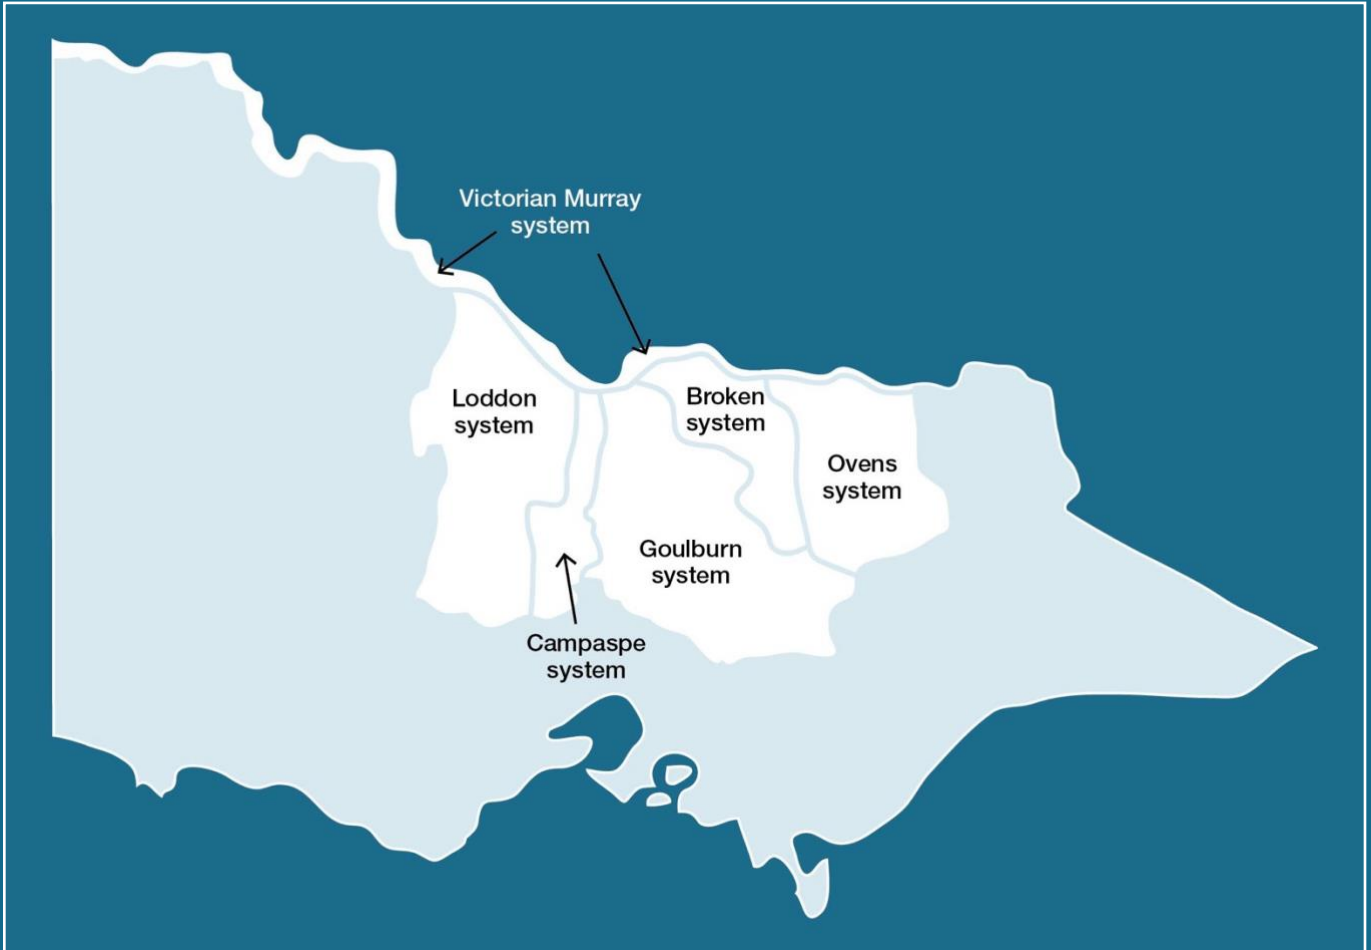 Victorian Murray
system
Loddon
system
Broken
system
Ovens
system
Goulburn
system
Campaspe
system